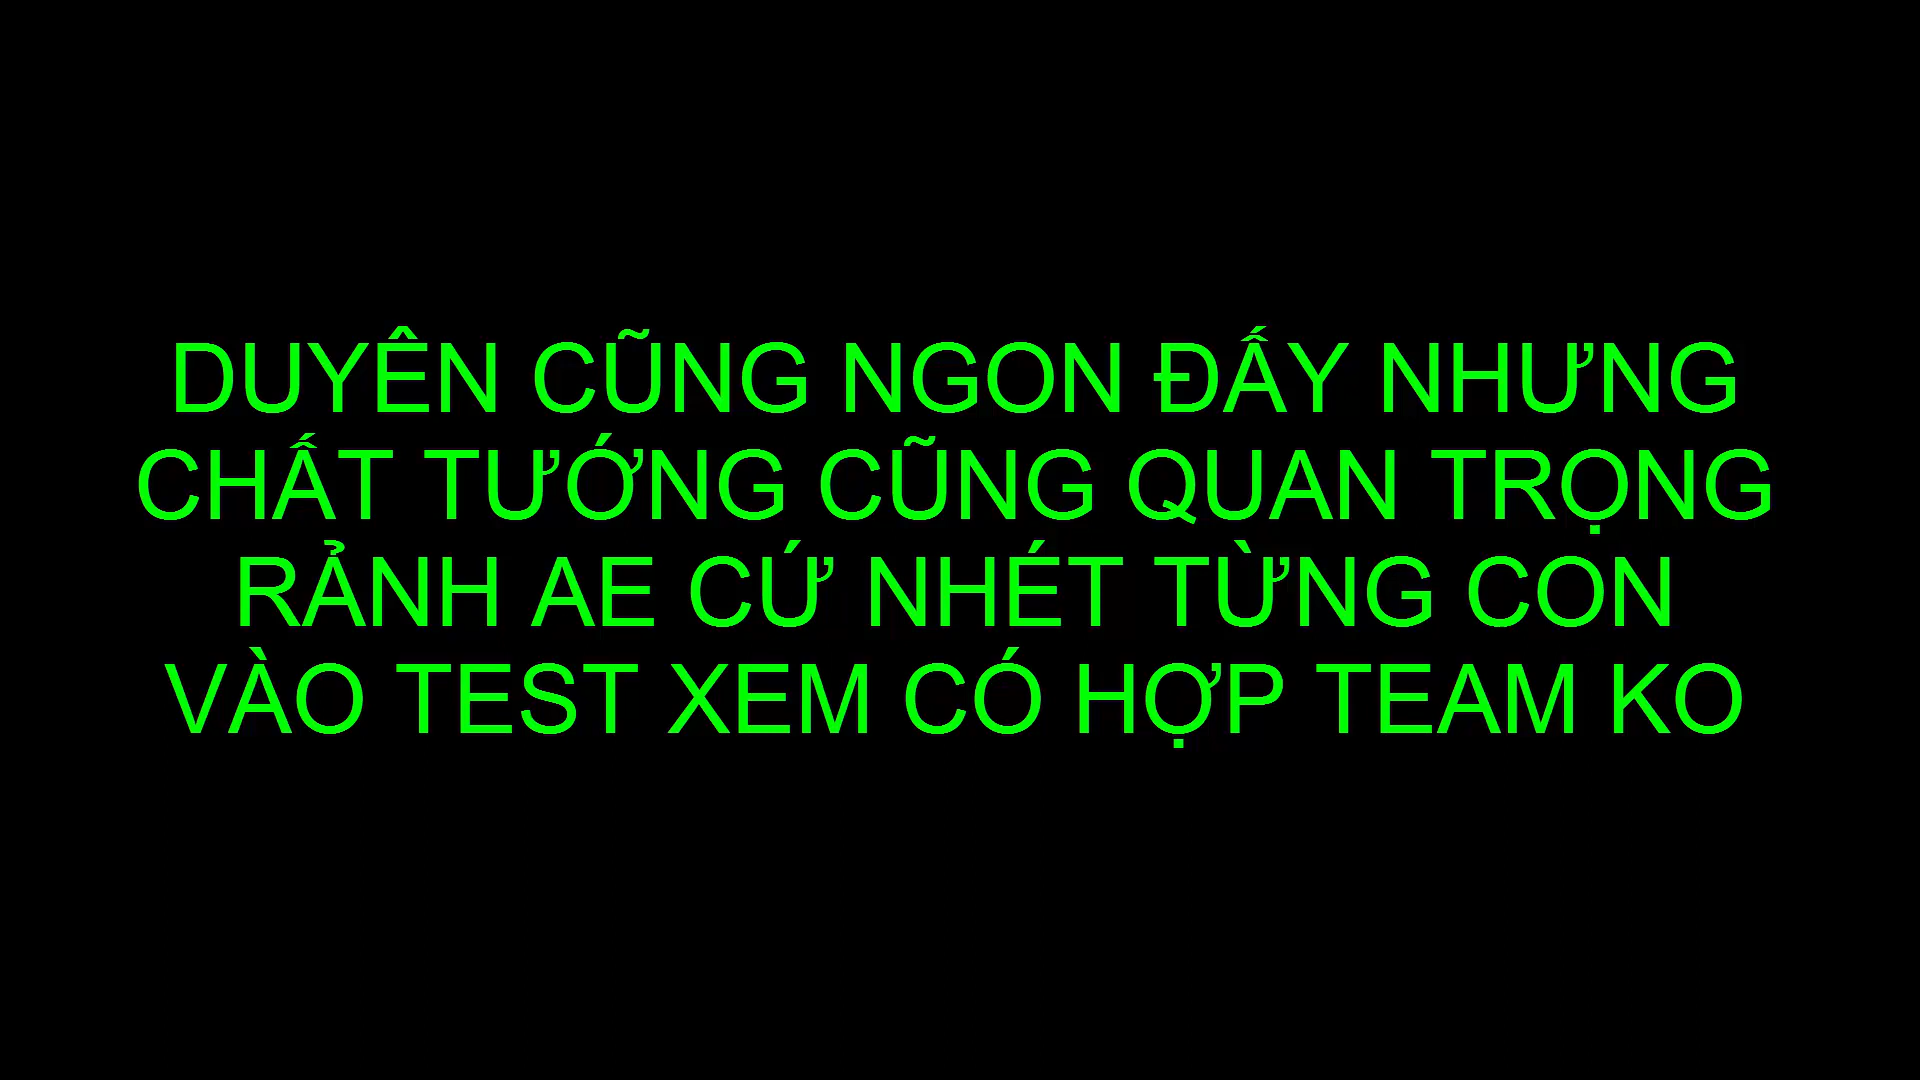 DUYÊN CŨNG NGON ĐẤY NHƯNG
CHẤT TƯỚNG CŨNG QUAN TRỌNG
RẢNH AE CỨ NHÉT TỪNG CON
VÀO TEST XEM CÓ HỢP TEAM KO